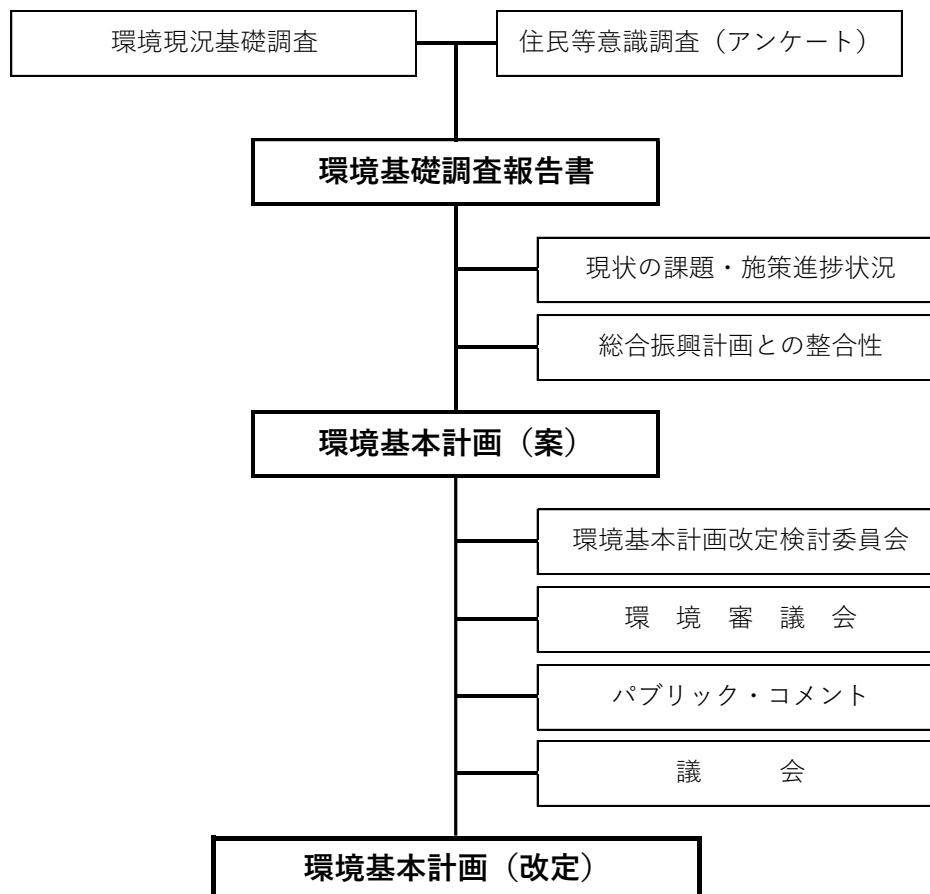 環境現況基礎調査
住民等意識調査（アンケート）
環境基礎調査報告書
現状の課題・施策進捗状況
総合振興計画との整合性
環境基本計画（案）
環境基本計画改定検討委員会
環　境　審　議　会
パブリック・コメント
議　　　会
環境基本計画（改定）